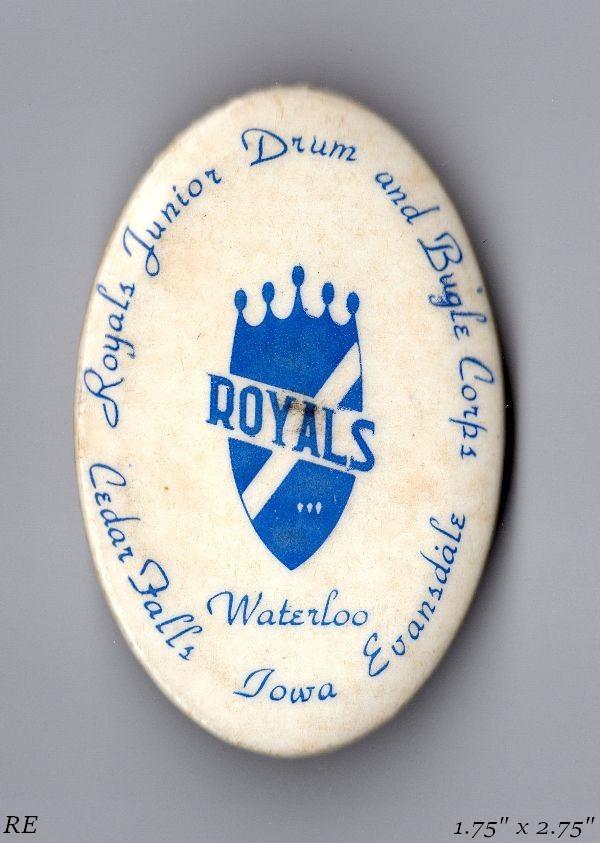 Royals Junior Drum and Bugle Corps
ROYALS
Cedar Falls
Waterloo
Evansdale
Iowa
RE
1.75" x 2.75"